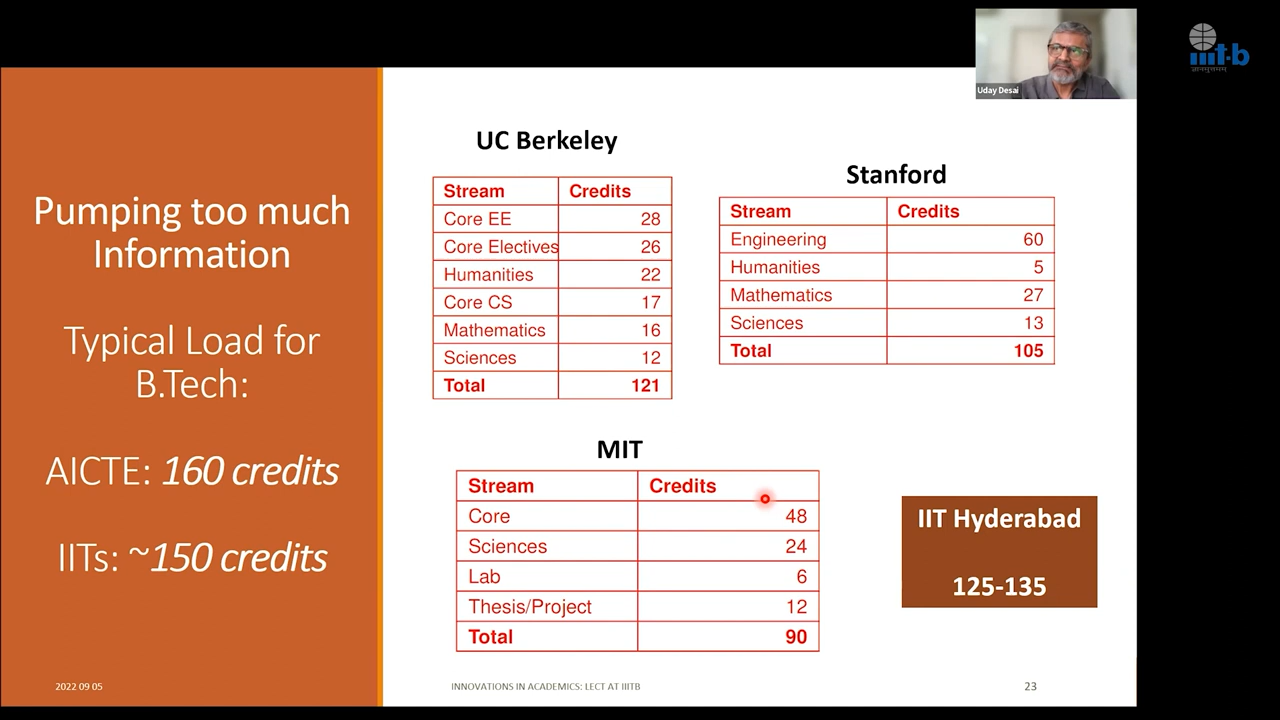 Uday Desai
iiit-b
ज्ञानमुत्तमम्
Pumping too much
Information
Typical Load for
B.Tech:
AICTE: 160 credits
IITs: ~150 credits
UC Berkeley
Stream Credits
Core EE 28
Core Electives 26
Humanities 22
Core CS 17
Mathematics 16
Sciences 12
Total 121
Stanford
Stream Credits
Engineering 60
Humanities 5
Mathematics 27
Sciences 13
Total 105
MIT
Stream Credits
Core 48
Sciences 24
Lab 6
Thesis/Project 12
Total 90
IIT Hyderabad
125-135
2022 09 05
INNOVATIONS IN ACADEMICS: LECT AT IIITB
23